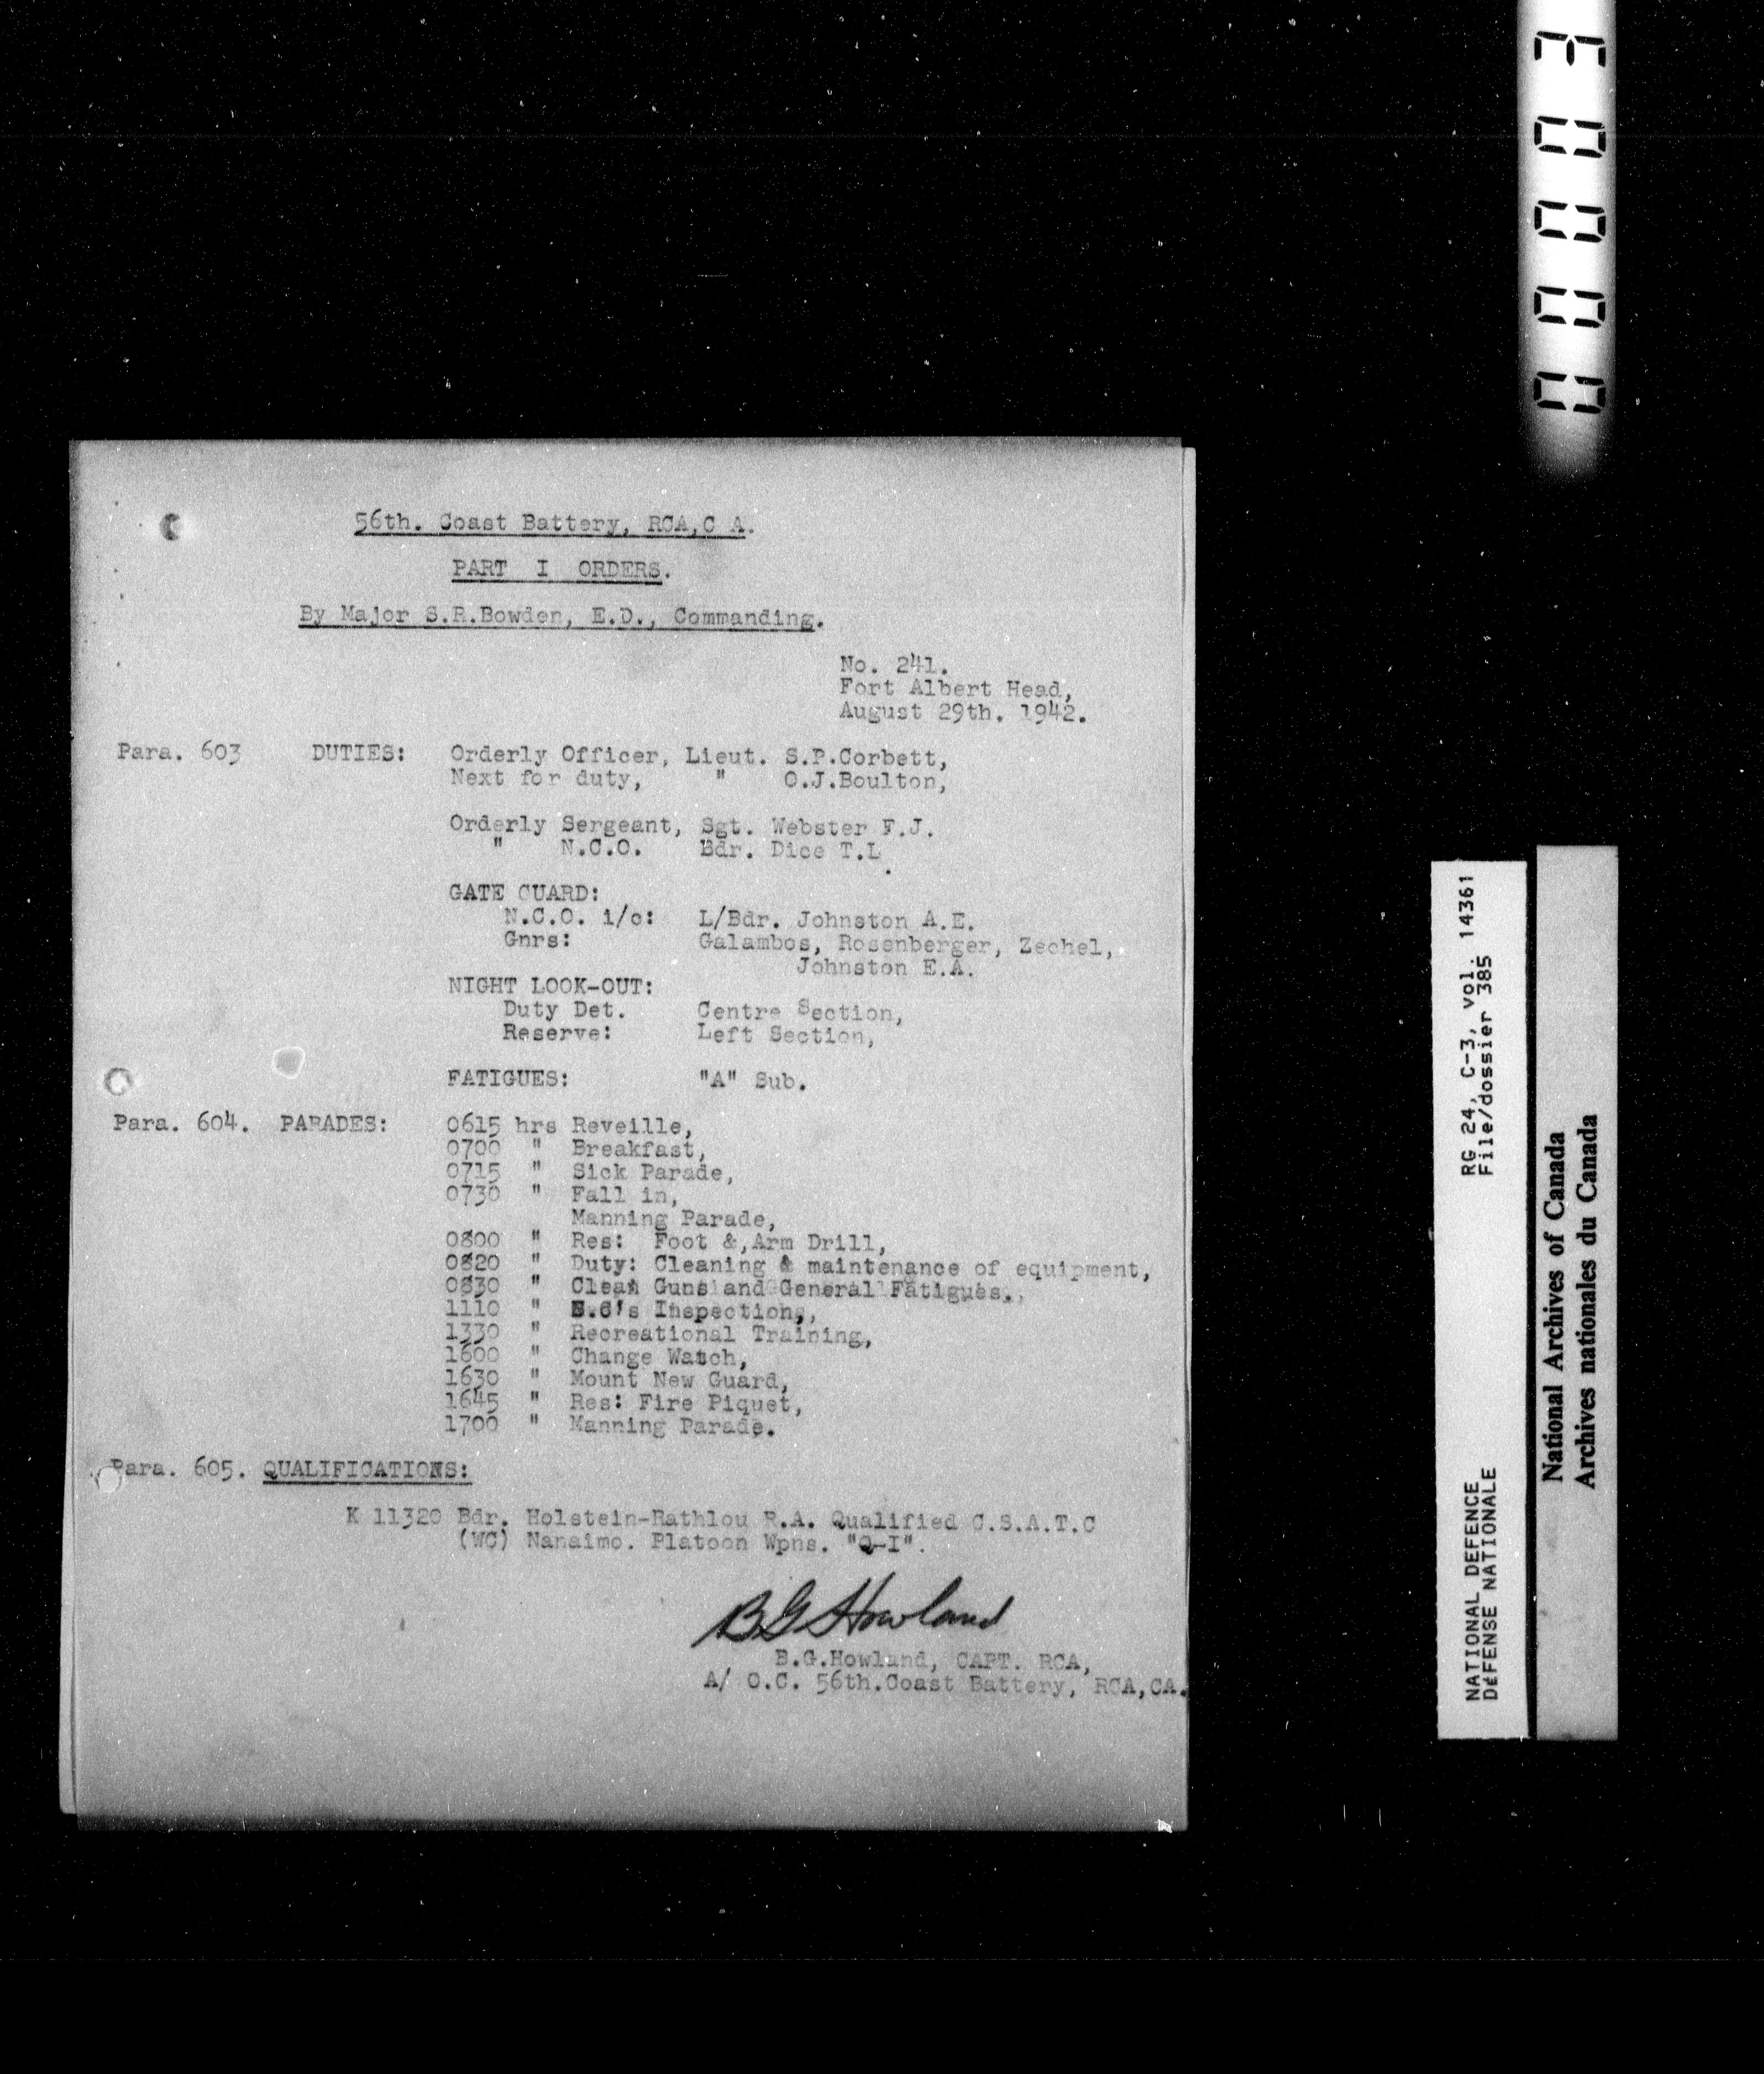 56th. Coast Battery, RCA,C A.
PART I ORDERS.
By Major S.R.Bowden, E.D., Commanding.
No. 241.
Fort Albert Head,
August 29th. 1942.
Para. 603 DUTIES: Orderly Officer, Lieut. S.P.Corbett,
Next for duty, " O.J.Boulton,
Orderly Sergeant, Sgt. Webster F.J.
" N.C.O. Bdr. Dice T.L.
GATE GUARD:
N.C.O. i/c: L/Bdr. Johnston A.E.
Gnrs: Galambos, Rosenberger, Zechel,
Johnston E.A.
NIGHT LOOK-OUT:
Duty Det. Centre Section,
Reserve: Left Section,
FATIGUES: "A" Sub.
Para. 604. PARADES: 0615 hrs Reveille,
0700 " Breakfast,
0715 " Sick Parade,
0730 " Fall in,
Manning Parade,
0800 " Res: Foot &,Arm Drill,
0820 " Duty: Cleaning & maintenance of equipment,
0830 " Clean Guns and General Fatigues.,
1110 " Inspection,,
1330 " Recreational Training,
1600 " Change Watch,
1630 " Mount New Guard,
1645 " Res: Fire Piquet,
1700 " Manning Parade.
Para. 605. QUALIFICATIONS:
K 11320 Bdr. Holstein-Rathlou R.A. Qualified C.S.A.T.C
(WC) Nanaimo. Platoon Wpns. "Q-I".
BG Howland
B.G.Howland, CAPT. RCA,
A/ O.C. 56th.Coast Battery, RCA,CA.
RG 24, C-3, vol. 14361
File/dossier 385
NATIONAL DEFENCE
DÉFENSE NATIONALE
National Archives of Canada
Archives nationales du Canada